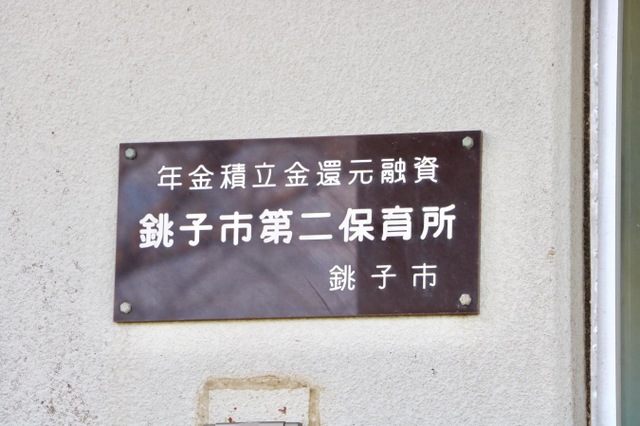 年金積立金還元融資
銚子市第二保育所
銚子市